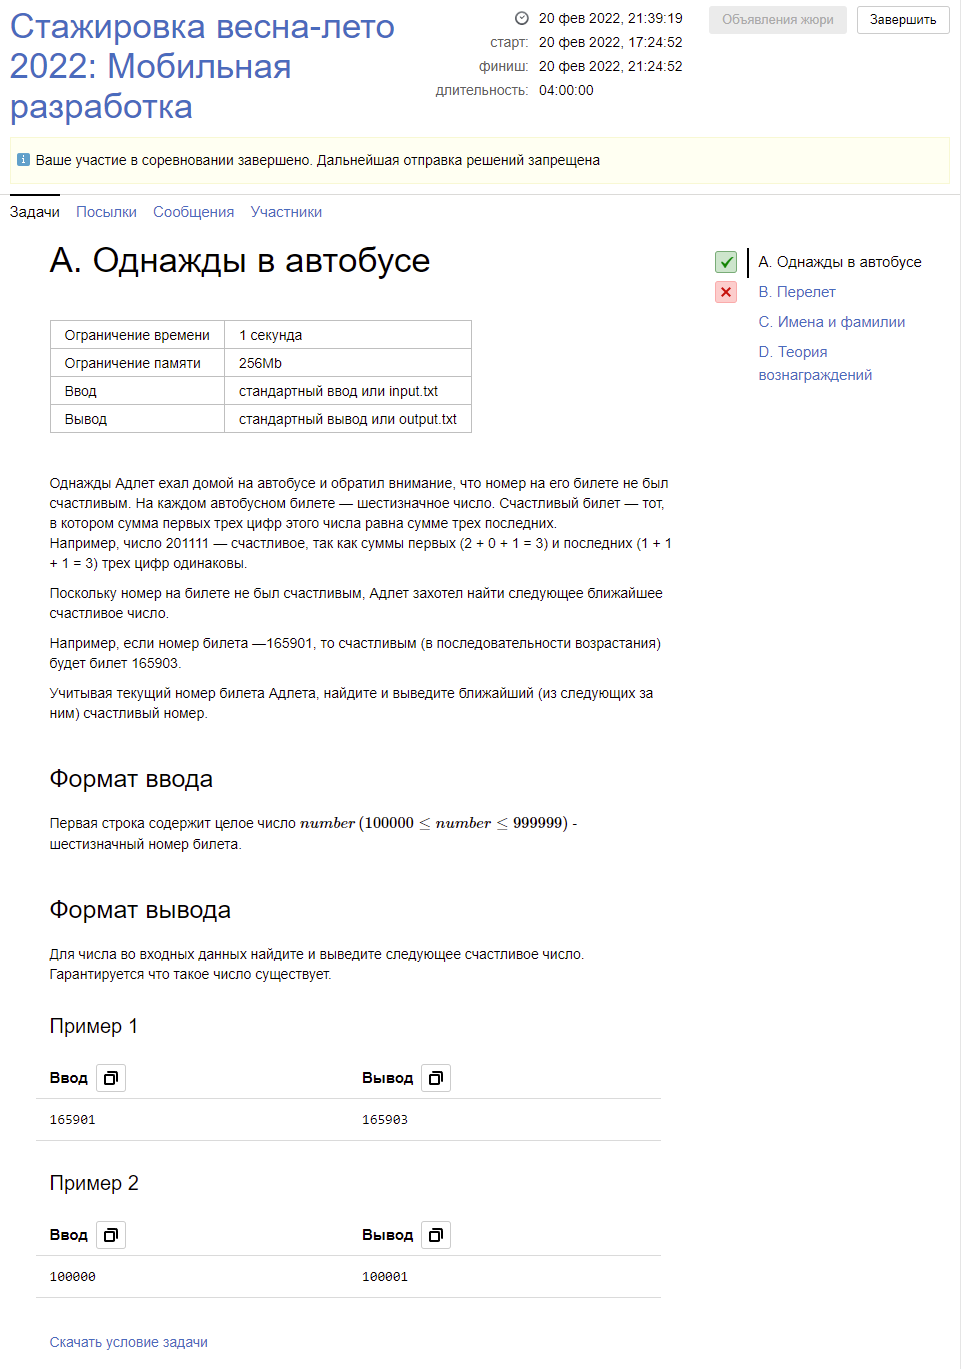 Стажировка весна-лето
2022: Мобильная
разработка
20 фев 2022, 21:39:19
старт: 20 фев 2022, 17:24:52
финиш: 20 фев 2022, 21:24:52
длительность: 04:00:00
Объявления жюри
Завершить
Ваше участие в соревновании завершено. Дальнейшая отправка решений запрещена
Задачи Посылки Сообщения Участники
A. Однажды в автобусе
Ограничение времени 1 секунда
Ограничение памяти 256Mb
Ввод стандартный ввод или input.txt
Вывод стандартный вывод или output.txt
Однажды Адлет ехал домой на автобусе и обратил внимание, что номер на его билете не был
счастливым. На каждом автобусном билете — шестизначное число. Счастливый билет — тот,
в котором сумма первых трех цифр этого числа равна сумме трех последних.
Например, число 201111 — счастливое, так как суммы первых (2 + 0 + 1 = 3) и последних (1 + 1
+ 1 = 3) трех цифр одинаковы.
Поскольку номер на билете не был счастливым, Адлет захотел найти следующее ближайшее
счастливое число.
Например, если номер билета —165901, то счастливым (в последовательности возрастания)
будет билет 165903.
Учитывая текущий номер билета Адлета, найдите и выведите ближайший (из следующих за
ним) счастливый номер.
Формат ввода
Первая строка содержит целое число number (100000 ≤ number ≤ 999999) -
шестизначный номер билета.
Формат вывода
Для числа во входных данных найдите и выведите следующее счастливое число.
Гарантируется что такое число существует.
Пример 1
Ввод Вывод
165901 165903
Пример 2
Ввод Вывод
100000 100001
Скачать условие задачи
A. Однажды в автобусе
B. Перелет
C. Имена и фамилии
D. Теория
вознаграждений